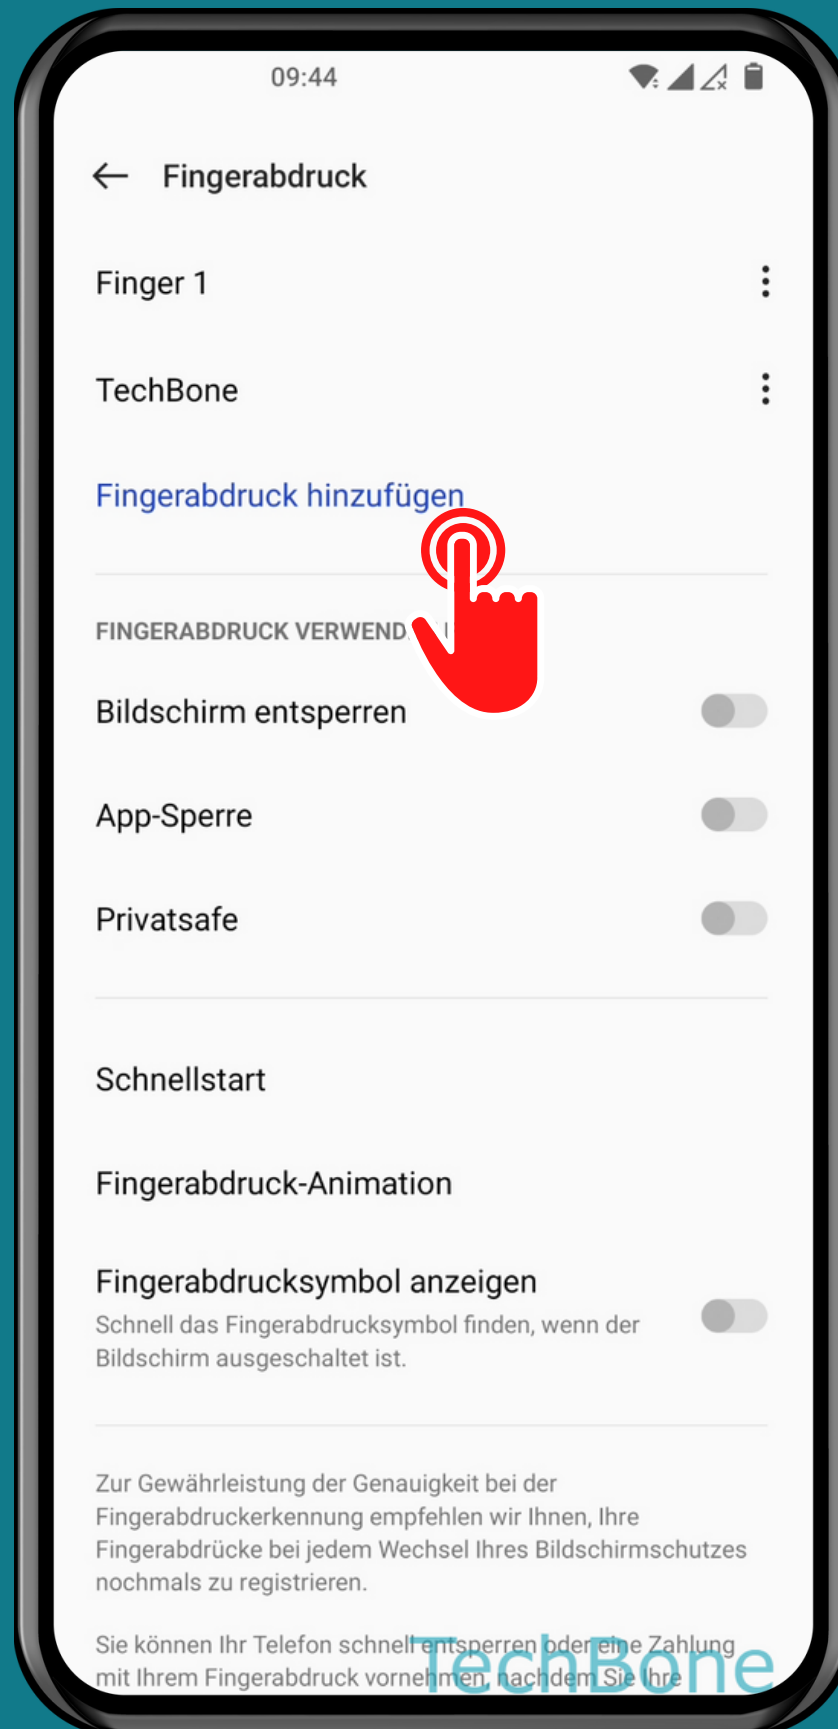 09:44
Fingerabdruck
Finger 1
TechBone
Fingerabdruck hinzufügen
FINGERABDRUCK
Bildschirm entsperren
App-Sperre
Privatsafe
Schnellstart
Fingerabdruck-Animation
Fingerabdrucksymbol anzeigen
Schnell das Fingerabdrucksymbol finden, wenn der
Bildschirm ausgeschaltet ist.
Zur Gewährleistung der Genauigkeit bei der
Fingerabdruckerkennung empfehlen wir Ihnen, Ihre
Fingerabdrücke bei jedem Wechsel Ihres Bildschirmschutzes
nochmals zu registrieren.
Sie können Ihr Telefon schnell entsperren oder eine Zahlung
mit Ihrem Fingerabdruck vornehmen, nachdem Sie Ihre
TechBone